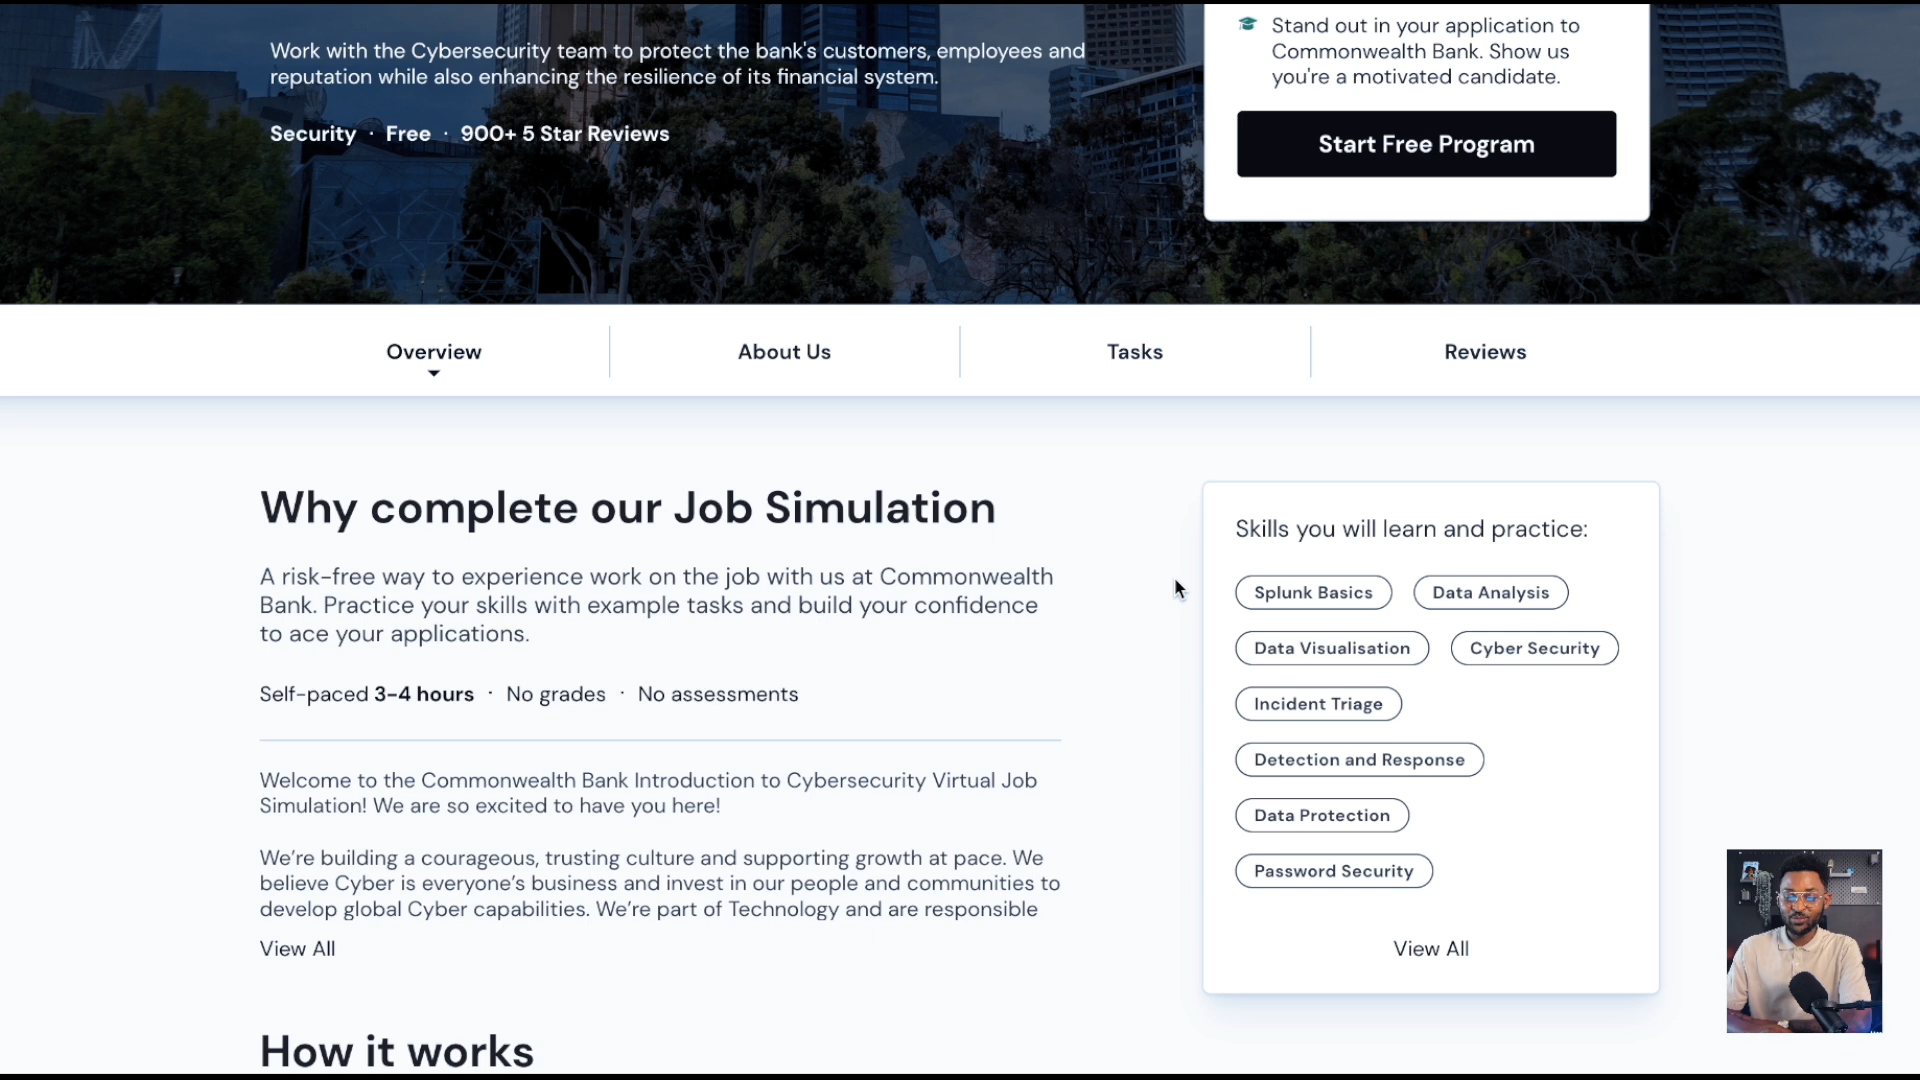 Work with the Cybersecurity team to protect the bank's customers, employees and
reputation while also enhancing the resilience of its financial system.
Security · Free · 900+ 5 Star Reviews
Stand out in your application to
Commonwealth Bank. Show us
you're a motivated candidate.
Start Free Program
Overview
About Us
Tasks
Reviews
Why complete our Job Simulation
A risk-free way to experience work on the job with us at Commonwealth
Bank. Practice your skills with example tasks and build your confidence
to ace your applications.
Self-paced 3-4 hours · No grades · No assessments
Welcome to the Commonwealth Bank Introduction to Cybersecurity Virtual Job
Simulation! We are so excited to have you here!
We’re building a courageous, trusting culture and supporting growth at pace. We
believe Cyber is everyone’s business and invest in our people and communities to
develop global Cyber capabilities. We’re part of Technology and are responsible
View All
How it works
Skills you will learn and practice:
Splunk Basics
Data Analysis
Data Visualisation
Cyber Security
Incident Triage
Detection and Response
Data Protection
Password Security
View All